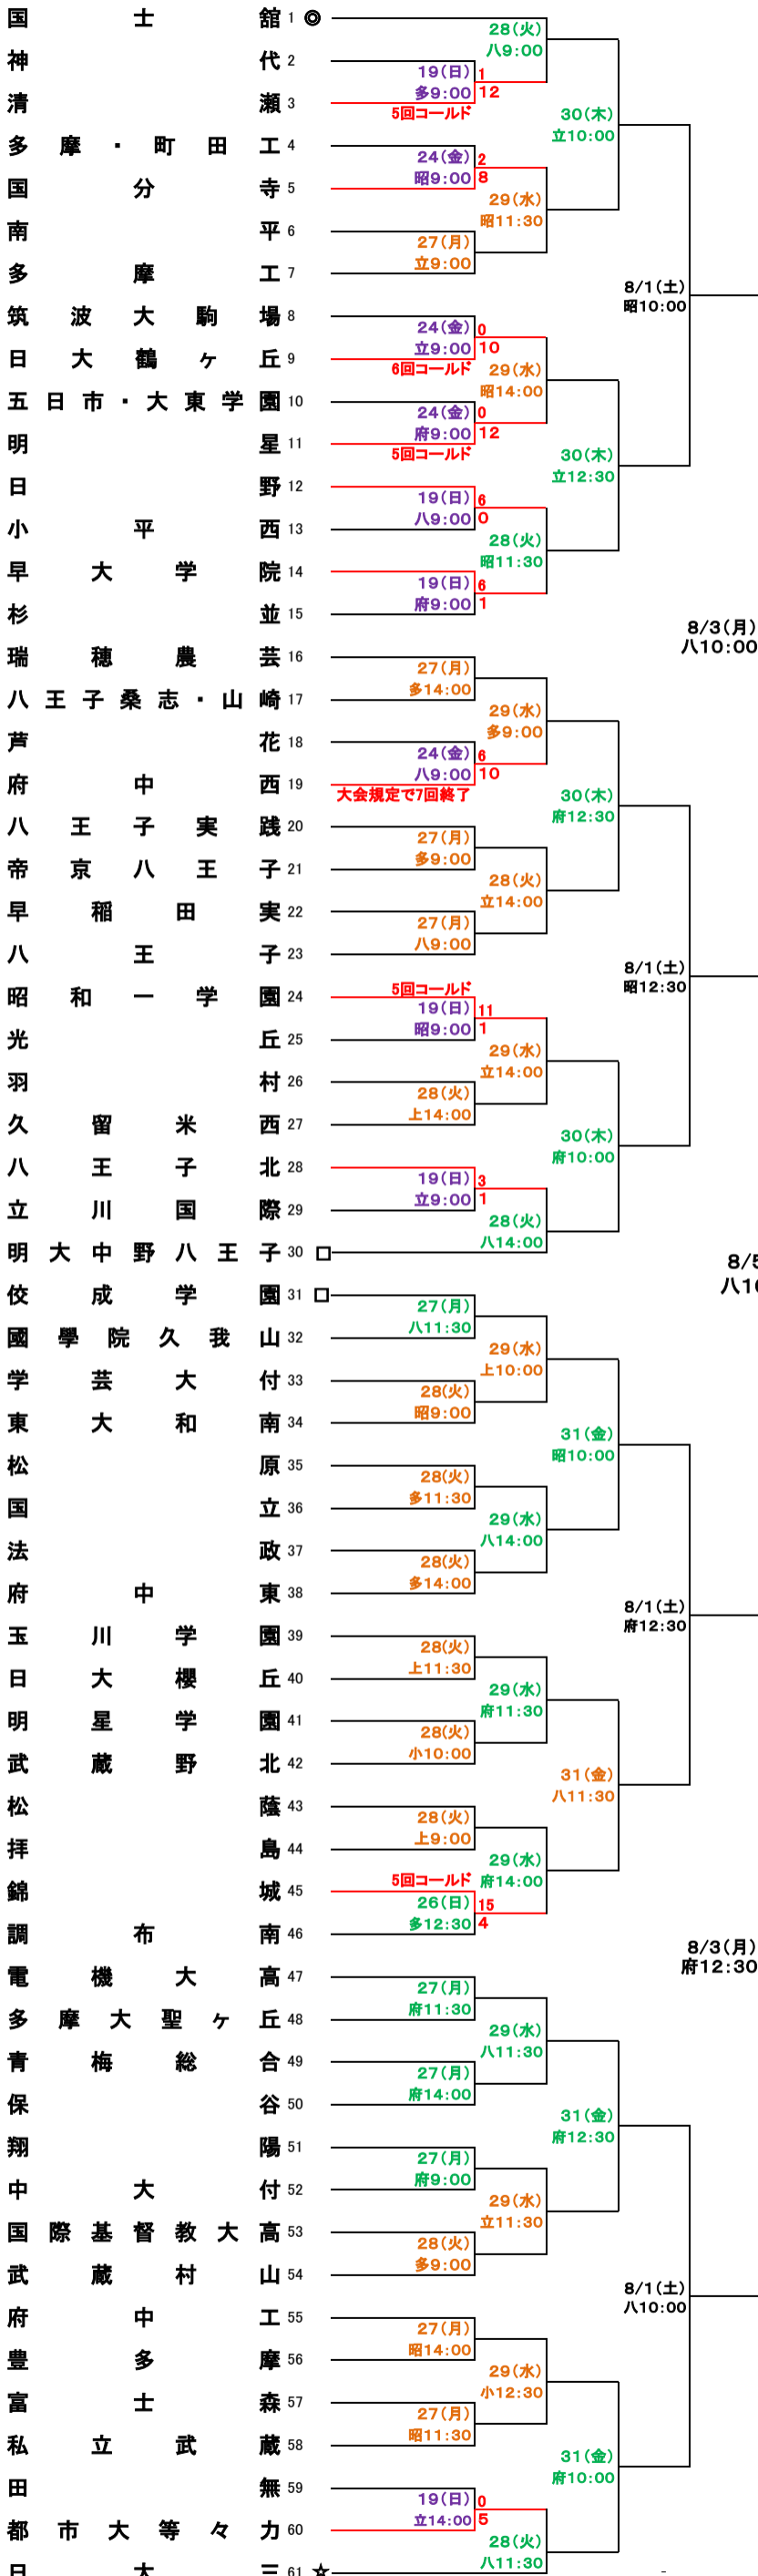 国士舘 1 ◎
28(火)
八9:00
神代 2
19(日) 1
多9:00 12
清瀬 3
5回コールド
30(木)
立10:00
多摩・町田工 4
24(金) 2
昭9:00 8
国分寺 5
29(水)
昭11:30
南平 6
27(月)
立9:00
多摩工 7
8/1(土)
昭10:00
筑波大駒場 8
24(金) 0
立9:00 10
日大鶴ヶ丘 9
6回コールド
29(水)
昭14:00
五日市・大東学園 10
24(金) 0
府9:00 12
明星 11
5回コールド
30(木)
立12:30
日野 12
19(日) 6
八9:00 0
小平西 13
28(火)
昭11:30
早大学院 14
19(日) 6
府9:00 1
杉並 15
8/3(月)
八10:00
瑞穂農芸 16
27(月)
多14:00
八王子桑志・山崎 17
29(水)
多9:00
芦花 18
24(金) 6
八9:00 10
府中西 19
大会規定で7回終了
30(木)
府12:30
八王子実践 20
27(月)
多9:00
帝京八王子 21
28(火)
立14:00
早稲田実 22
27(月)
八9:00
八王子 23
8/1(土)
昭12:30
5回コールド
昭和一学園 24
19(日) 11
昭9:00 1
光丘 25
29(水)
立14:00
羽村 26
28(火)
上14:00
久留米西 27
30(木)
府10:00
八王子北 28
19(日) 3
立9:00 1
立川国際 29
28(火)
八14:00
明大中野八王子 30 □
8/5
八10
佼成学園 31 □
27(月)
八11:30
國學院久我山 32
29(水)
上10:00
学芸大付 33
28(火)
昭9:00
東大和南 34
31(金)
昭10:00
松原 35
28(火)
多11:30
国立 36
29(水)
八14:00
法政 37
28(火)
多14:00
府中東 38
8/1(土)
府12:30
玉川学園 39
28(火)
上11:30
日大櫻丘 40
29(水)
府11:30
明星学園 41
28(火)
小10:00
武蔵野北 42
31(金)
八11:30
松蔭 43
28(火)
上9:00
拝島 44
29(水)
府14:00
5回コールド
錦城 45
26(日) 15
多12:30 4
調布南 46
8/3(月)
府12:30
電機大高 47
27(月)
府11:30
多摩大聖ヶ丘 48
29(水)
八11:30
青梅総合 49
27(月)
府14:00
保谷 50
31(金)
府12:30
翔陽 51
27(月)
府9:00
中大付 52
29(水)
立11:30
国際基督教大高 53
28(火)
多9:00
武蔵村山 54
8/1(土)
八10:00
府中工 55
27(月)
昭14:00
豊多摩 56
29(水)
小12:30
富士森 57
27(月)
昭11:30
私立武蔵 58
31(金)
府10:00
田無 59
19(日) 0
立14:00 5
都市大等々力 60
28(火)
八11:30
日大三 61 ☆